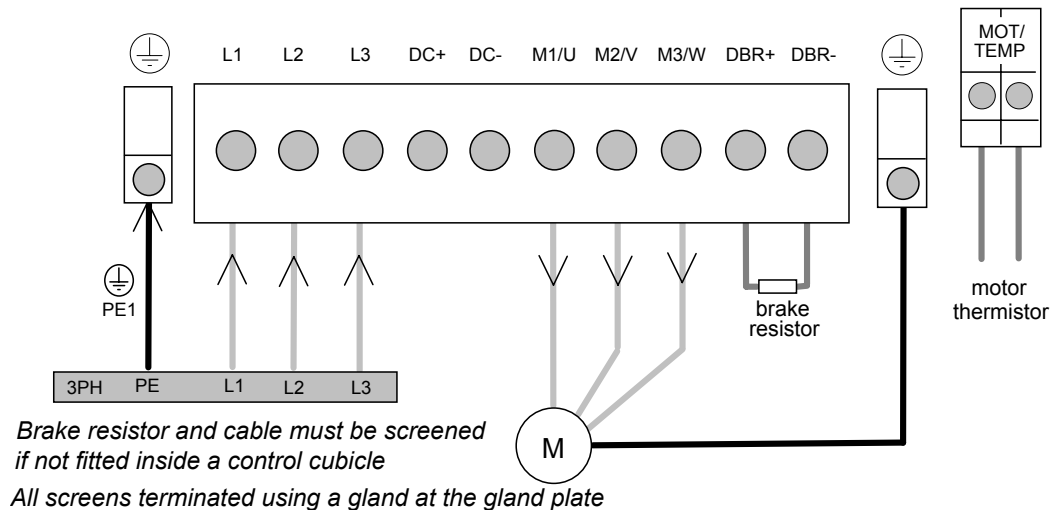 MOT/
TEMP
L1 L2 L3 DC+ DC- M1/U M2/V M3/W DBR+ DBR-
PE1
brake
resistor
motor
thermistor
3PH PE L1 L2 L3
M
Brake resistor and cable must be screened
if not fitted inside a control cubicle
All screens terminated using a gland at the gland plate